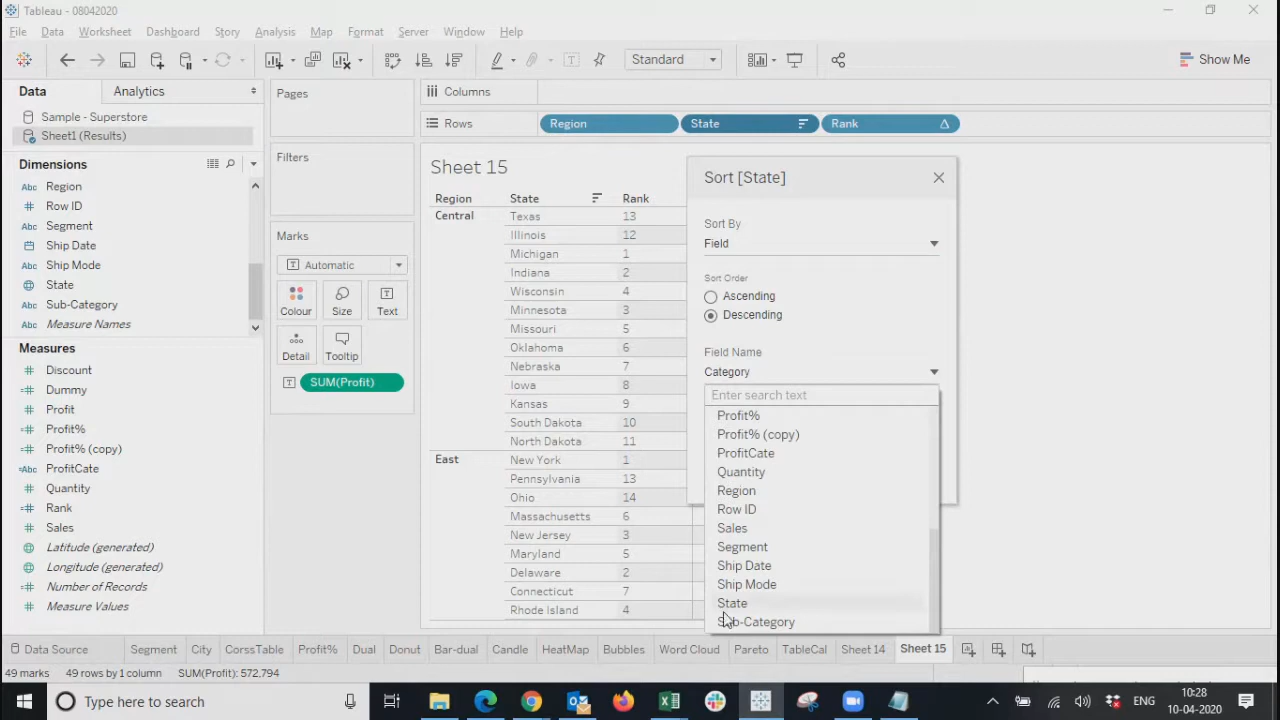 Tableau - 08042020
File Data Worksheet Dashboard Story Analysis Map Format Server Window Help
Standard
Show Me
Data
Analytics
Sample - Superstore
Sheet1 (Results)
Dimensions
Abc Region
# Row ID
Abc Segment
Ship Date
Abc Ship Mode
State
Abc Sub-Category
Abc Measure Names
Measures
# Discount
=# Dummy
# Profit
=# Profit%
=# Profit% (copy)
=Abc ProfitCate
# Quantity
=# Rank
# Sales
Latitude (generated)
Longitude (generated)
=# Number of Records
# Measure Values
Pages
Filters
Marks
Automatic
Colour
Size
Text
Detail
Tooltip
SUM(Profit)
Columns
Rows
Region
State
Rank
Sheet 15
Region State Rank
Central Texas 13
Illinois 12
Michigan 1
Indiana 2
Wisconsin 4
Minnesota 3
Missouri 5
Oklahoma 6
Nebraska 7
Iowa 8
Kansas 9
South Dakota 10
North Dakota 11
East New York 1
Pennsylvania 13
Ohio 14
Massachusetts 6
New Jersey 3
Maryland 5
Delaware 2
Connecticut 7
Rhode Island 4
Sort [State]
Sort By
Field
Sort Order
Ascending
Descending
Field Name
Category
Enter search text
Profit%
Profit% (copy)
ProfitCate
Quantity
Region
Row ID
Sales
Segment
Ship Date
Ship Mode
State
Sub-Category
Data Source Segment City CorssTable Profit% Dual Donut Bar-dual Candle HeatMap Bubbles Word Cloud Pareto TableCal Sheet 14 Sheet 15
49 marks 49 rows by 1 column SUM(Profit): 572,794
Type here to search
ENG
10:28
10-04-2020